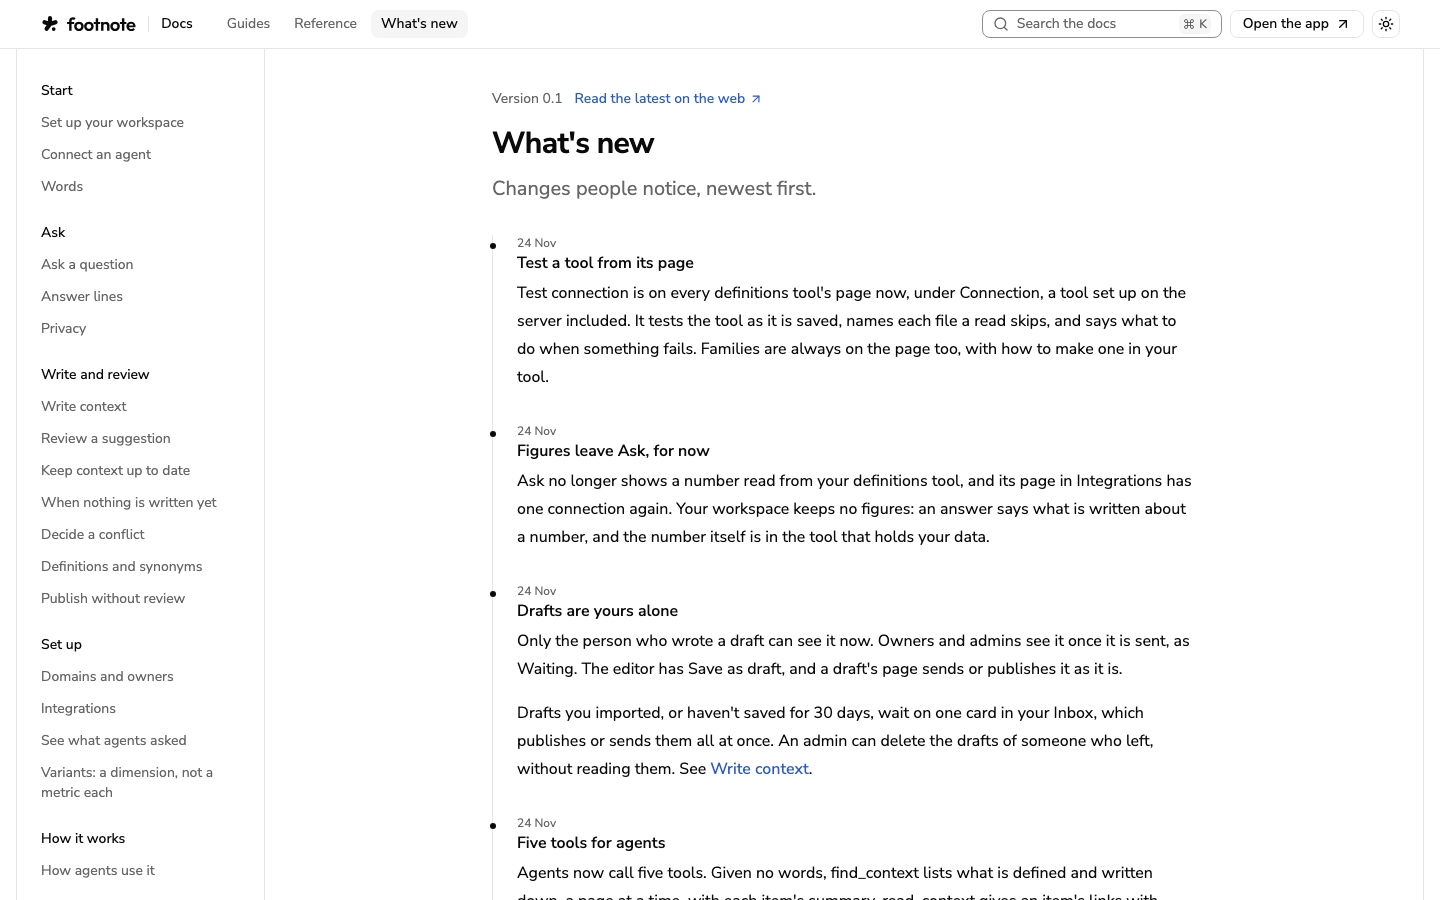 footnote
Docs
Guides
Reference
What's new
Search the docs
⌘ K
Open the app
Start
Set up your workspace
Connect an agent
Words
Ask
Ask a question
Answer lines
Privacy
Write and review
Write context
Review a suggestion
Keep context up to date
When nothing is written yet
Decide a conflict
Definitions and synonyms
Publish without review
Set up
Domains and owners
Integrations
See what agents asked
Variants: a dimension, not a
metric each
How it works
How agents use it
Version 0.1
Read the latest on the web
What's new
Changes people notice, newest first.
24 Nov
Test a tool from its page
Test connection is on every definitions tool's page now, under Connection, a tool set up on the
server included. It tests the tool as it is saved, names each file a read skips, and says what to
do when something fails. Families are always on the page too, with how to make one in your
tool.
24 Nov
Figures leave Ask, for now
Ask no longer shows a number read from your definitions tool, and its page in Integrations has
one connection again. Your workspace keeps no figures: an answer says what is written about
a number, and the number itself is in the tool that holds your data.
24 Nov
Drafts are yours alone
Only the person who wrote a draft can see it now. Owners and admins see it once it is sent, as
Waiting. The editor has Save as draft, and a draft's page sends or publishes it as it is.
Drafts you imported, or haven't saved for 30 days, wait on one card in your Inbox, which
publishes or sends them all at once. An admin can delete the drafts of someone who left,
without reading them. See Write context.
24 Nov
Five tools for agents
Agents now call five tools. Given no words, find_context lists what is defined and written
down, a page at a time, with each item's summary. read_context gives an item's links with